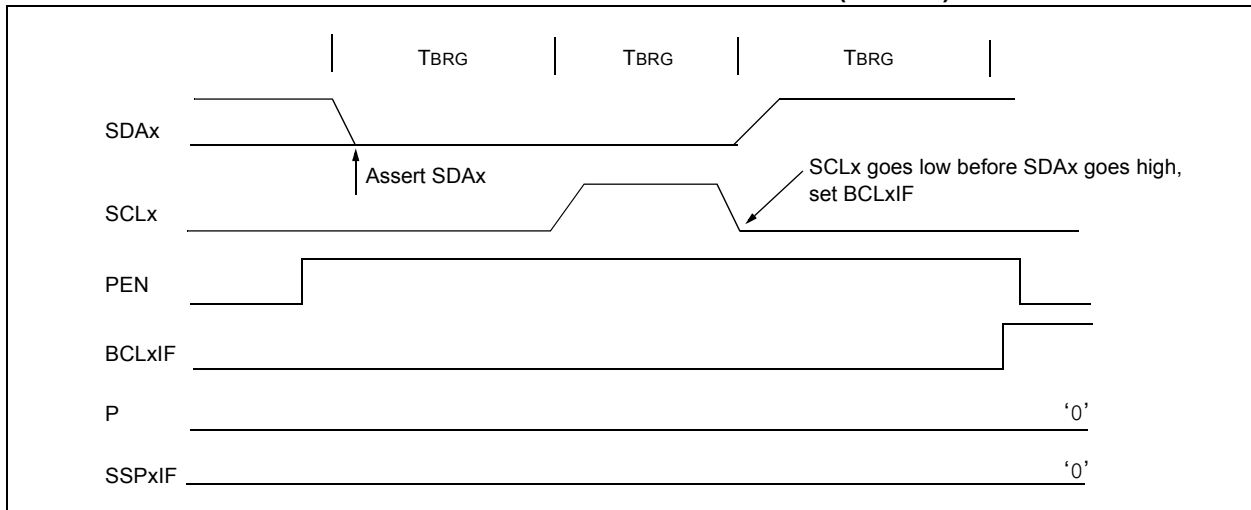 TBRG TBRG TBRG
SDAx
Assert SDAx
SCLx goes low before SDAx goes high,
set BCLxIF
SCLx
PEN
BCLxIF
P ‘0’
SSPxIF ‘0’